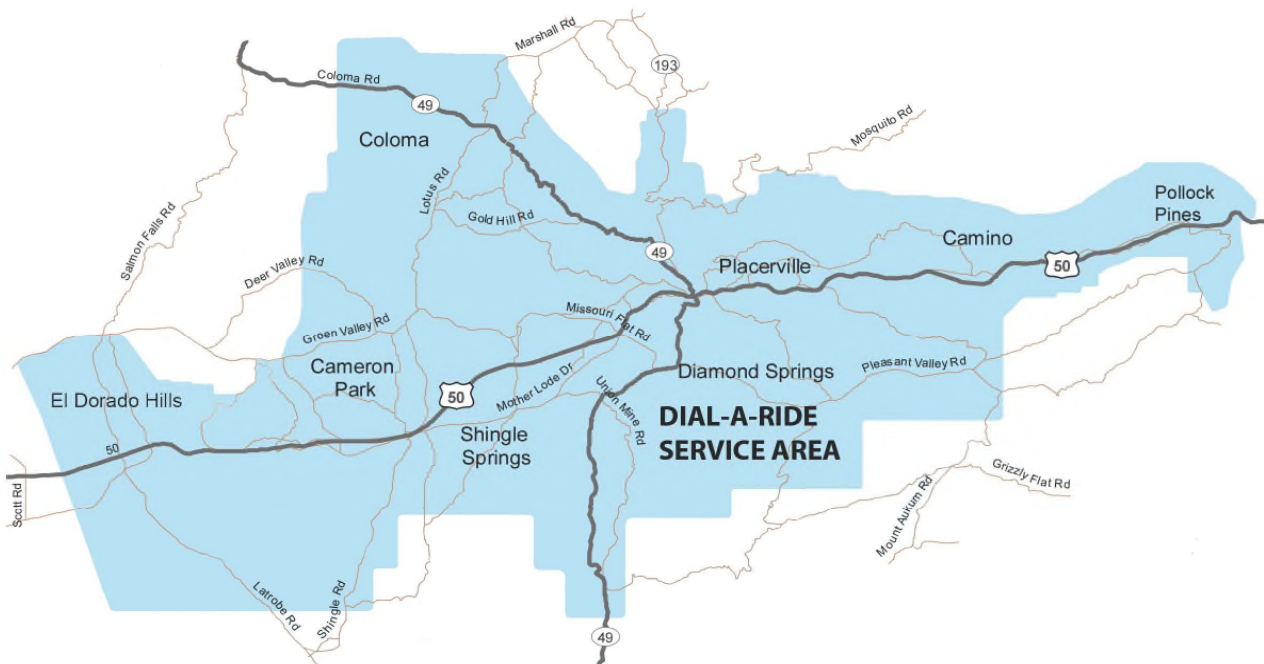 Marshall Rd
193
Coloma Rd
49
Coloma
Mosquito Rd
Lotus Rd
Pollock
Pines
Salmon Falls Rd
Gold Hill Rd
49
Camino
50
Placerville
Deer Valley Rd
Missouri Flat Rd
Green Valley Rd
Cameron
Park
50
Mother Lode Dr
Diamond Springs
Pleasant Valley Rd
El Dorado Hills
Union Mine Rd
DIAL-A-RIDE
SERVICE AREA
Shingle
Springs
50
Scott Rd
Grizzly Flat Rd
Mount Aukum Rd
Latrobe Rd
Shingle Rd
49